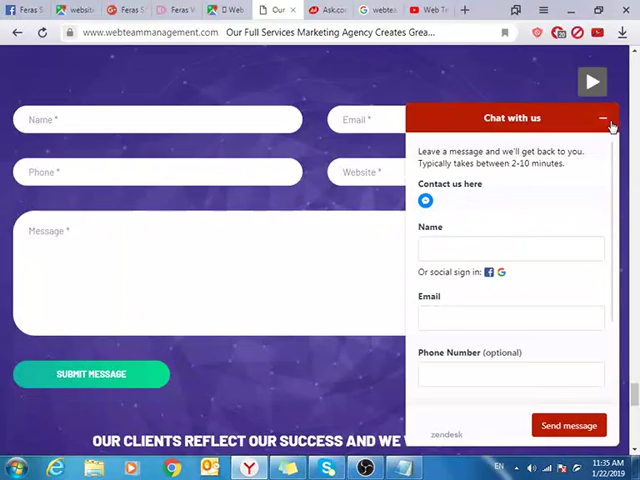 Feras S
website
Feras S
Feras V
D Web
Our
Ask.co
webtea
Web Te
www.webteammanagement.com Our Full Services Marketing Agency Creates Grea...
Name *
Email *
Chat with us
Leave a message and we'll get back to you.
Typically takes between 2-10 minutes.
Phone *
Website *
Contact us here
Message *
Name
Or social sign in:
Email
Phone Number (optional)
SUBMIT MESSAGE
Send message
zendesk
OUR CLIENTS REFLECT OUR SUCCESS AND WE
EN
11:35 AM
1/22/2019